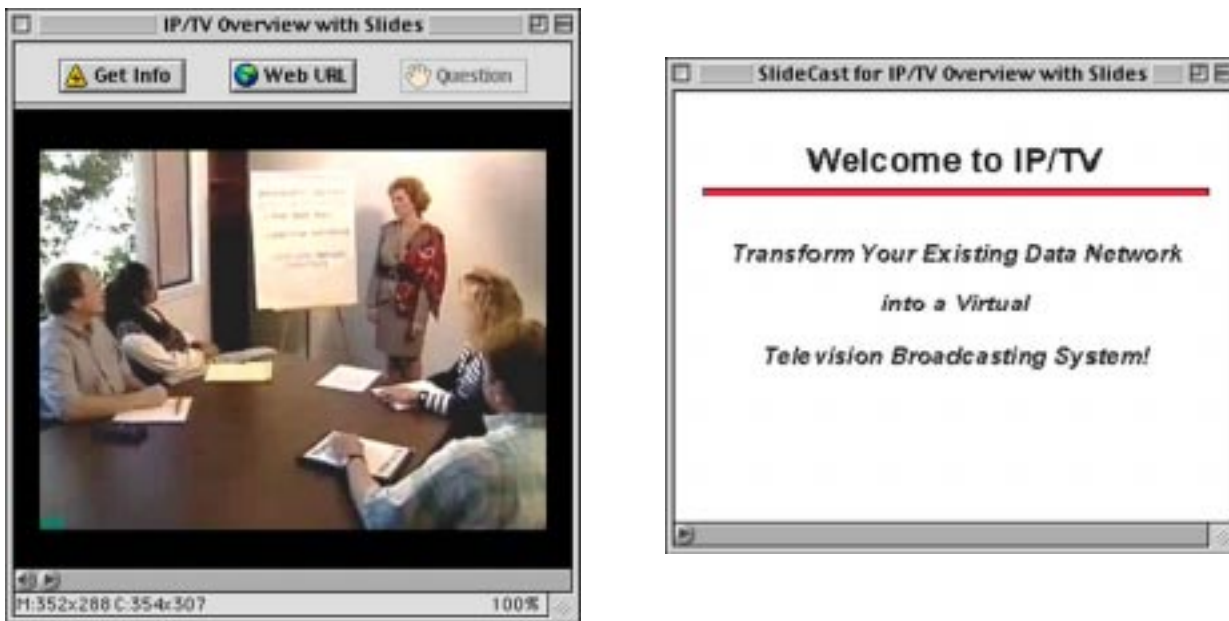 IP/TV Overview with Slides
Get Info Web URL Question
M:352x288 C:354x307 100%
SlideCast for IP/TV Overview with Slides
Welcome to IP/TV
Transform Your Existing Data Network
into a Virtual
Television Broadcasting System!